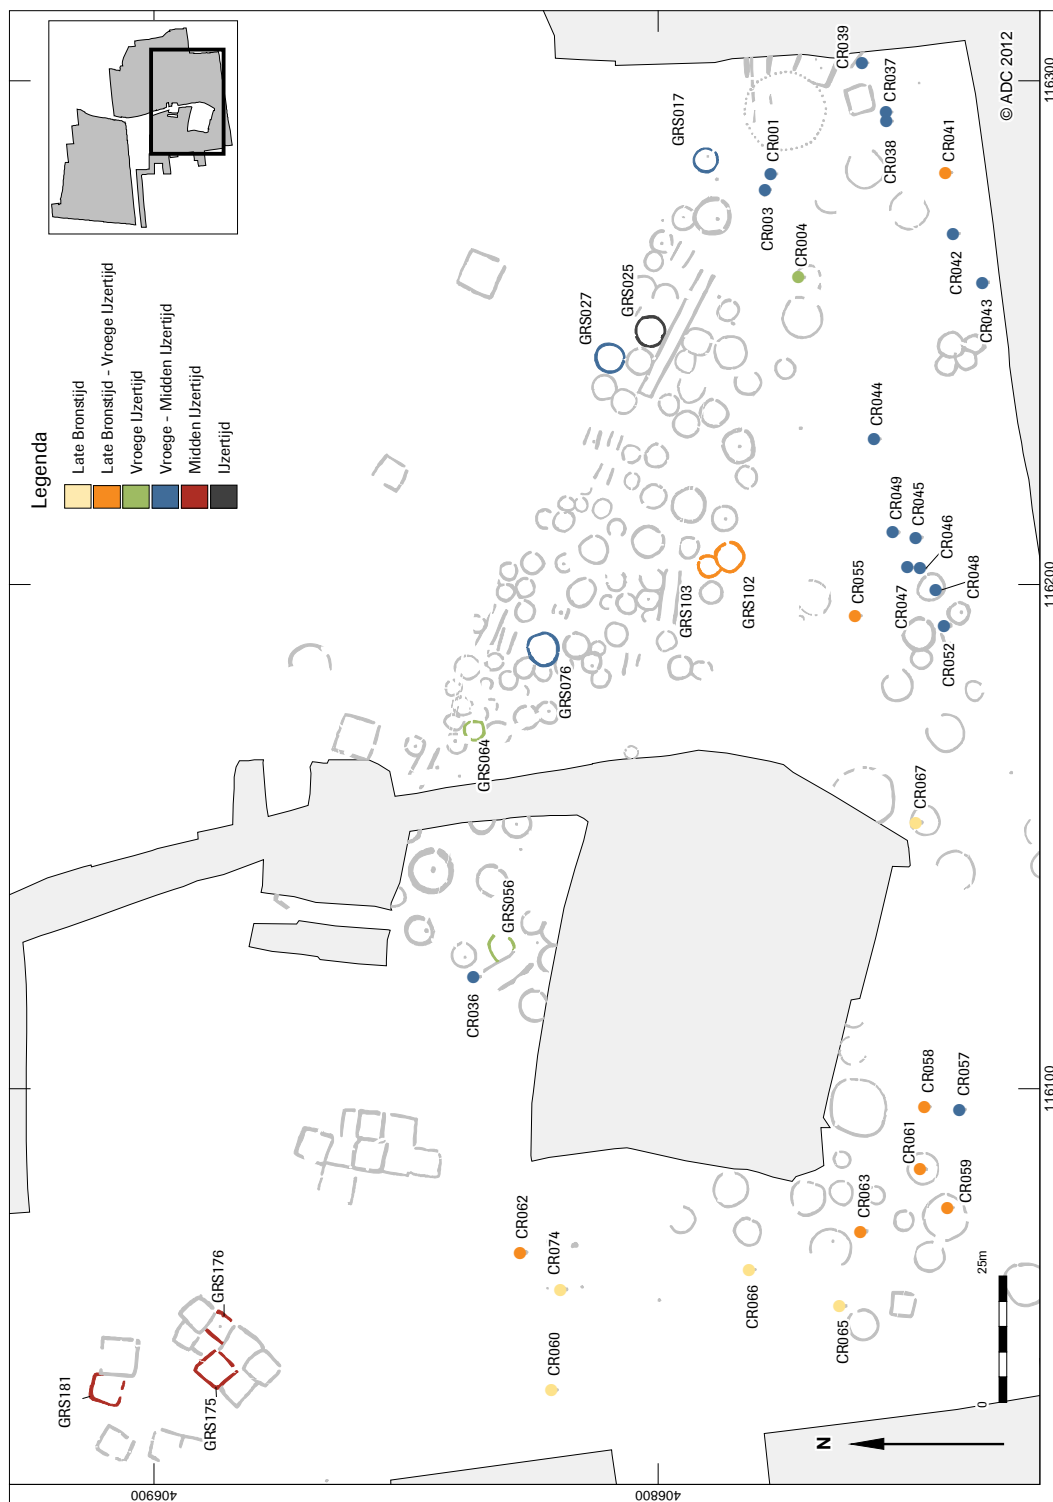 Legenda
Late Bronstijd
Late Bronstijd - Vroege IJzertijd
Vroege IJzertijd
Vroege - Midden IJzertijd
Midden IJzertijd
IJzertijd
GRS181
GRS175
GRS176
CR060
CR074
CR062
CR066
CR065
CR063
CR059
CR061
CR058
CR057
CR036
GRS056
GRS064
GRS076
GRS103
GRS102
GRS027
GRS025
GRS017
CR067
CR055
CR052
CR048
CR046
CR047
CR045
CR049
CR044
CR043
CR042
CR041
CR004
CR003
CR001
CR038
CR037
CR039
N
0
25m
116100
116200
116300
406900
406800
© ADC 2012